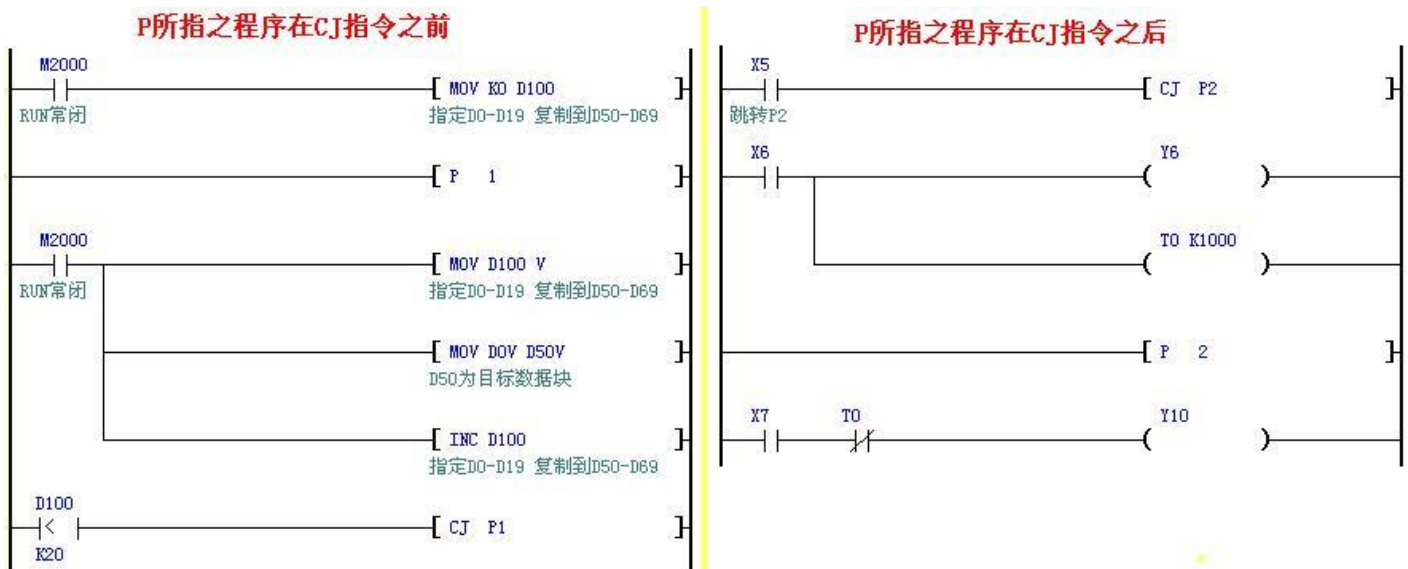 P所指之程序在CJ指令之前
M2000
MOV K0 D100
RUN常闭
指定D0-D19 复制到D50-D69
P 1
M2000
MOV D100 V
RUN常闭
指定D0-D19 复制到D50-D69
MOV D0V D50V
D50为目标数据块
INC D100
指定D0-D19 复制到D50-D69
D100
<
CJ P1
K20
P所指之程序在CJ指令之后
X5
CJ P2
跳转P2
X6
Y6
T0 K1000
P 2
X7
T0
Y10